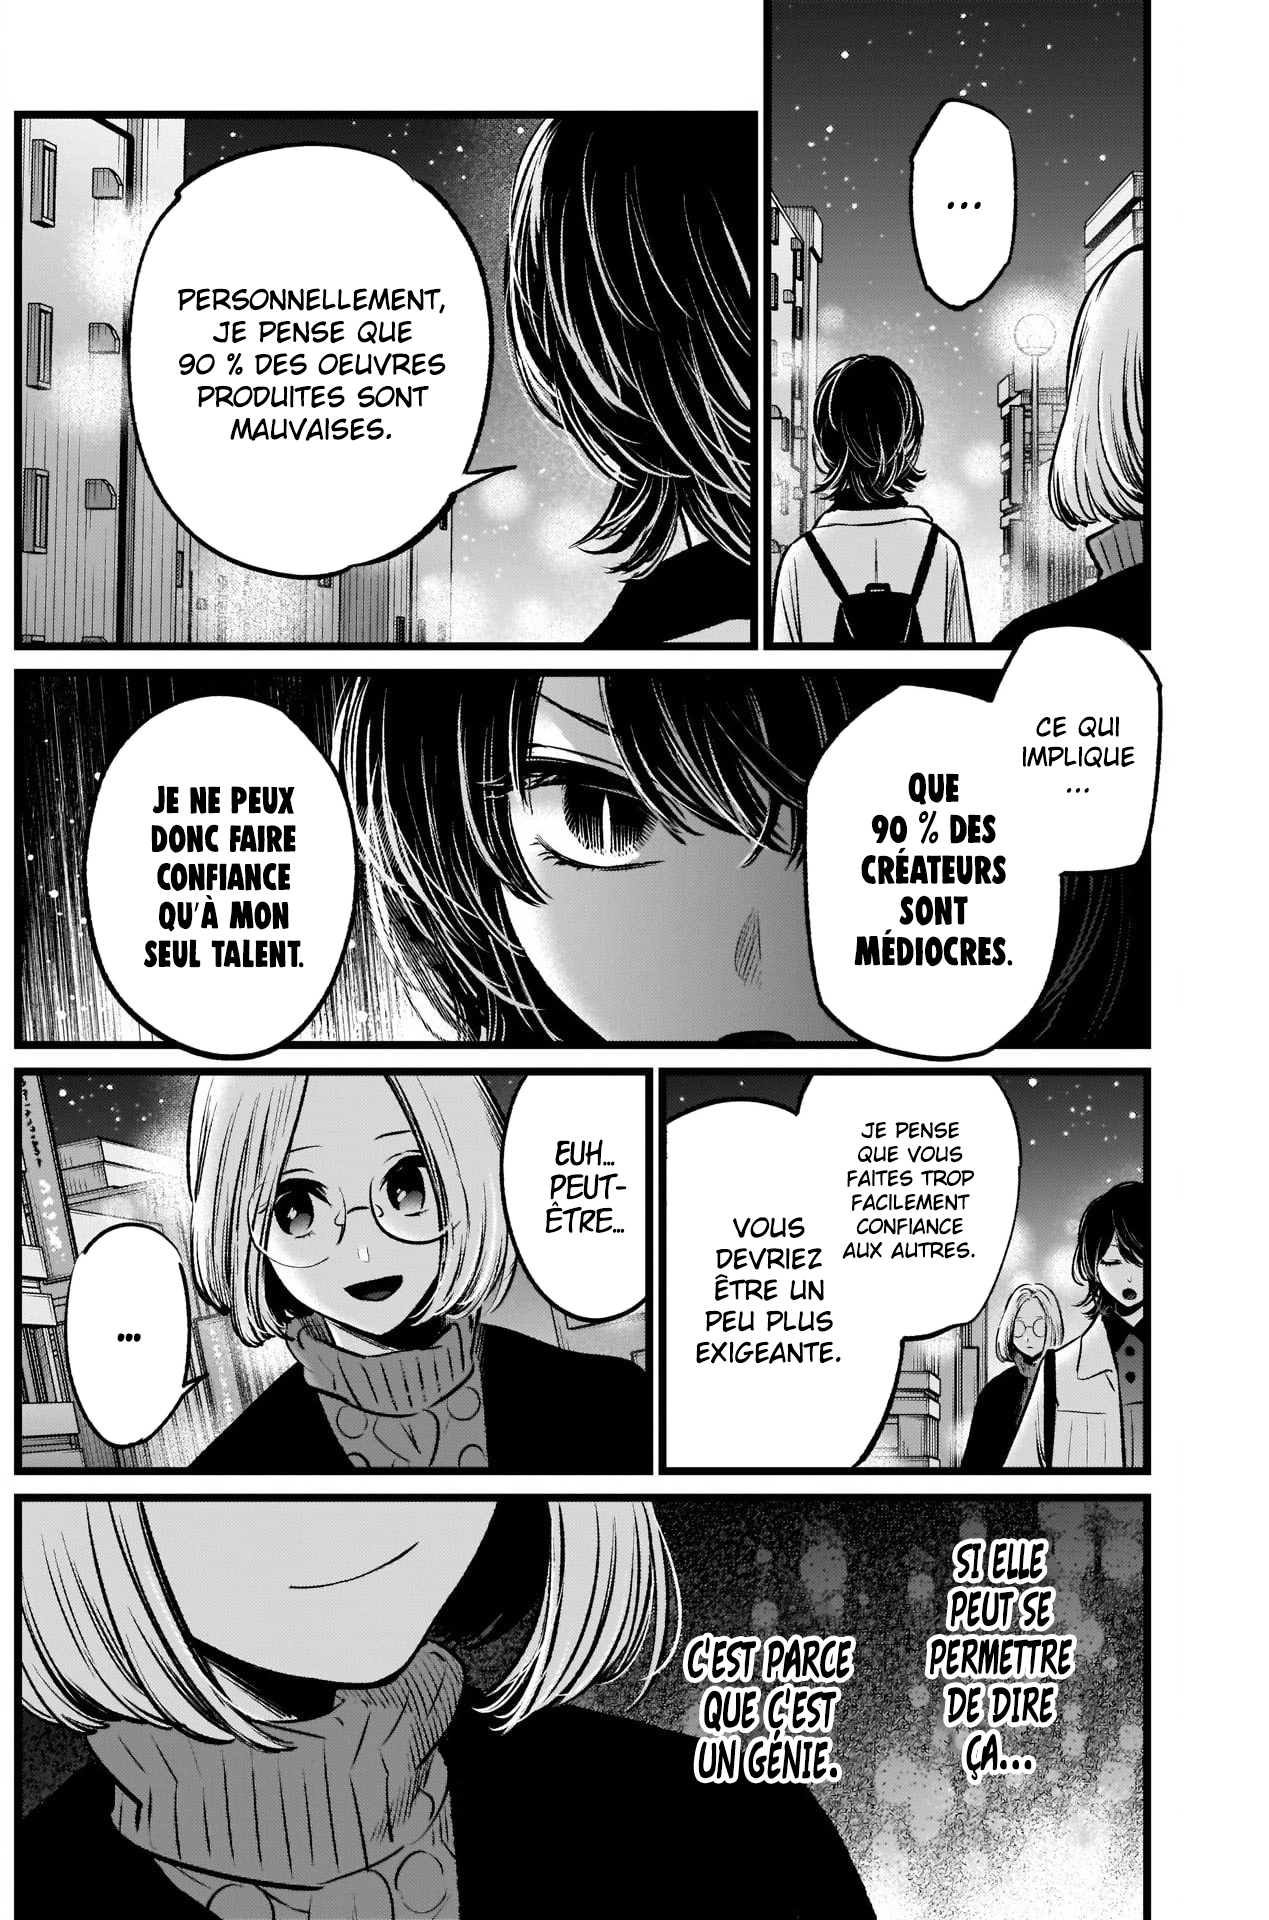 ...
PERSONNELLEMENT,
JE PENSE QUE
90 % DES OEUVRES
PRODUITES SONT
MAUVAISES.
CE QUI
IMPLIQUE
...
QUE
90 % DES
CRÉATEURS
SONT
MÉDIOCRES.
JE NE PEUX
DONC FAIRE
CONFIANCE
QU'À MON
SEUL TALENT.
JE PENSE
QUE VOUS
FAITES TROP
FACILEMENT
CONFIANCE
AUX AUTRES.
VOUS
DEVRIEZ
ÊTRE UN
PEU PLUS
EXIGEANTE.
EUH...
PEUT-
ÊTRE...
...
SI ELLE
PEUT SE
PERMETTRE
DE DIRE
ÇA...
C'EST PARCE
QUE C'EST
UN GÉNIE.